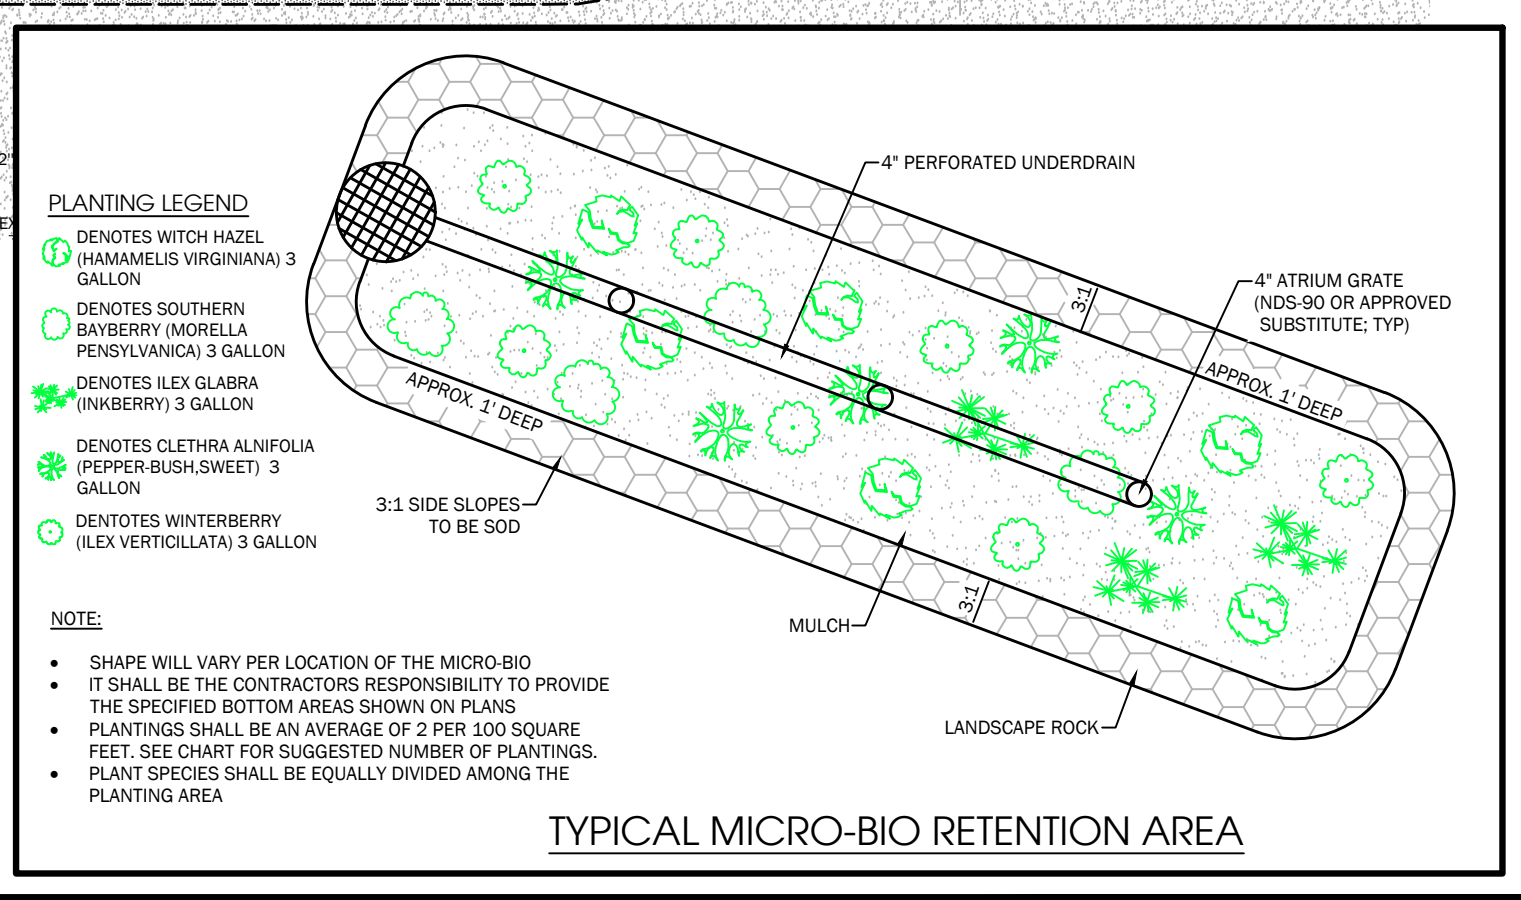 2"
EX
PLANTING LEGEND
DENOTES WITCH HAZEL
(HAMAMELIS VIRGINIANA) 3
GALLON
DENOTES SOUTHERN
BAYBERRY (MORELLA
PENSYLVANICA) 3 GALLON
DENOTES ILEX GLABRA
(INKBERRY) 3 GALLON
DENOTES CLETHRA ALNIFOLIA
(PEPPER-BUSH,SWEET) 3
GALLON
DENTOTES WINTERBERRY
(ILEX VERTICILLATA) 3 GALLON
4" PERFORATED UNDERDRAIN
3:1
4" ATRIUM GRATE
(NDS-90 OR APPROVED
SUBSTITUTE; TYP)
APPROX. 1' DEEP
APPROX. 1' DEEP
3:1 SIDE SLOPES
TO BE SOD
3:1
MULCH
LANDSCAPE ROCK
NOTE:
• SHAPE WILL VARY PER LOCATION OF THE MICRO-BIO
• IT SHALL BE THE CONTRACTORS RESPONSIBILITY TO PROVIDE
THE SPECIFIED BOTTOM AREAS SHOWN ON PLANS
• PLANTINGS SHALL BE AN AVERAGE OF 2 PER 100 SQUARE
FEET. SEE CHART FOR SUGGESTED NUMBER OF PLANTINGS.
• PLANT SPECIES SHALL BE EQUALLY DIVIDED AMONG THE
PLANTING AREA
TYPICAL MICRO-BIO RETENTION AREA